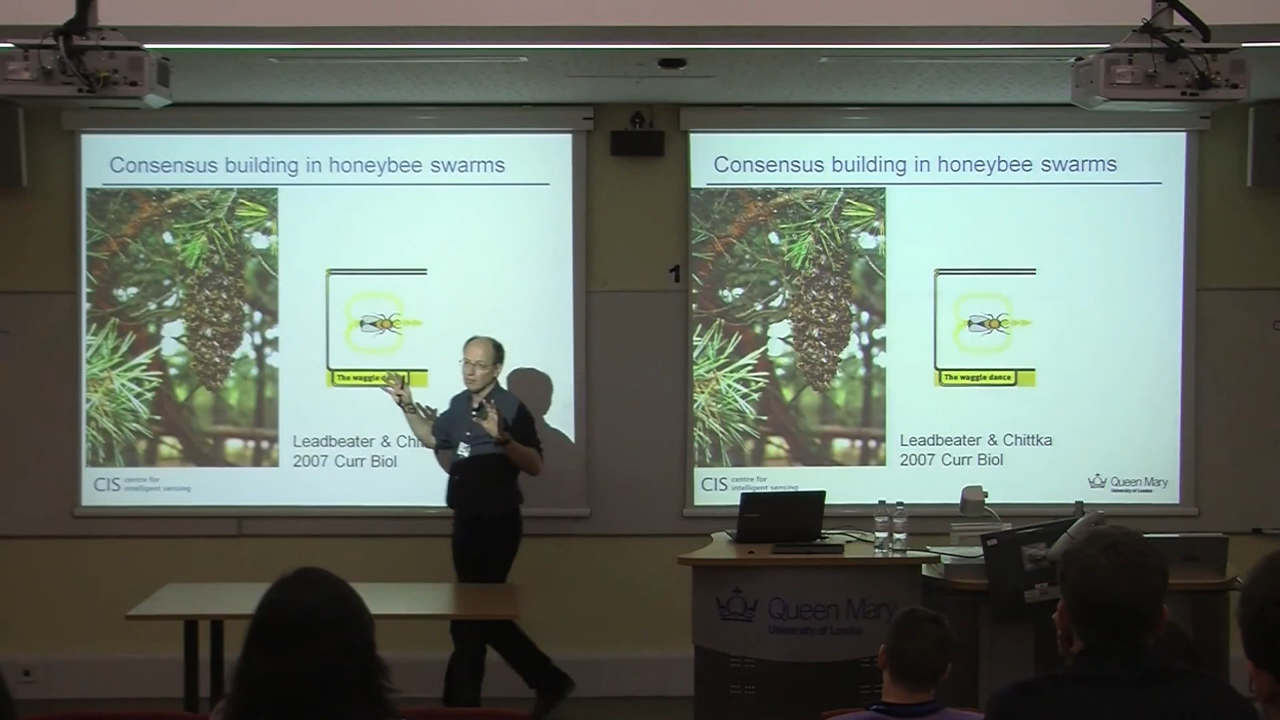 Consensus building in honeybee swarms
The waggle d
Leadbeater & Chi
2007 Curr Biol
CIS centre for
intelligent sensing
Consensus building in honeybee swarms
The waggle dance
Leadbeater & Chittka
2007 Curr Biol
CIS centre for
intelligent sensing
Queen Mary
University of London
1
Queen Mary
University of London